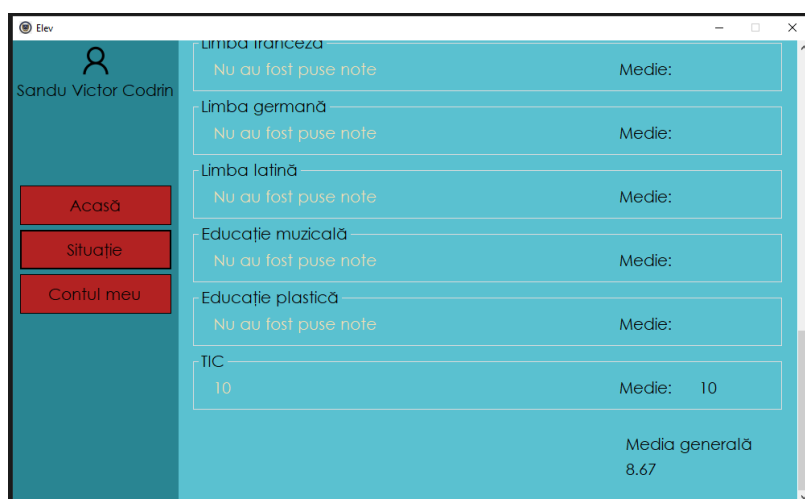 Elev
Sandu Victor Codrin
Acasă
Situație
Contul meu
Limba franceză
Nu au fost puse note Medie:
Limba germană
Nu au fost puse note Medie:
Limba latină
Nu au fost puse note Medie:
Educație muzicală
Nu au fost puse note Medie:
Educație plastică
Nu au fost puse note Medie:
TIC
10 Medie: 10
Media generală
8.67